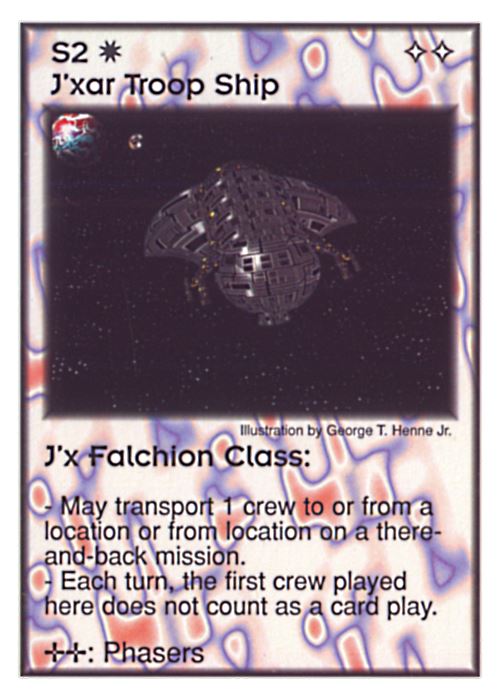 S2
J'xar Troop Ship
Illustration by George T. Henne Jr.
J'x Falchion Class:
- May transport 1 crew to or from a
location or from location on a there-
and-back mission.
- Each turn, the first crew played
here does not count as a card play.
: Phasers